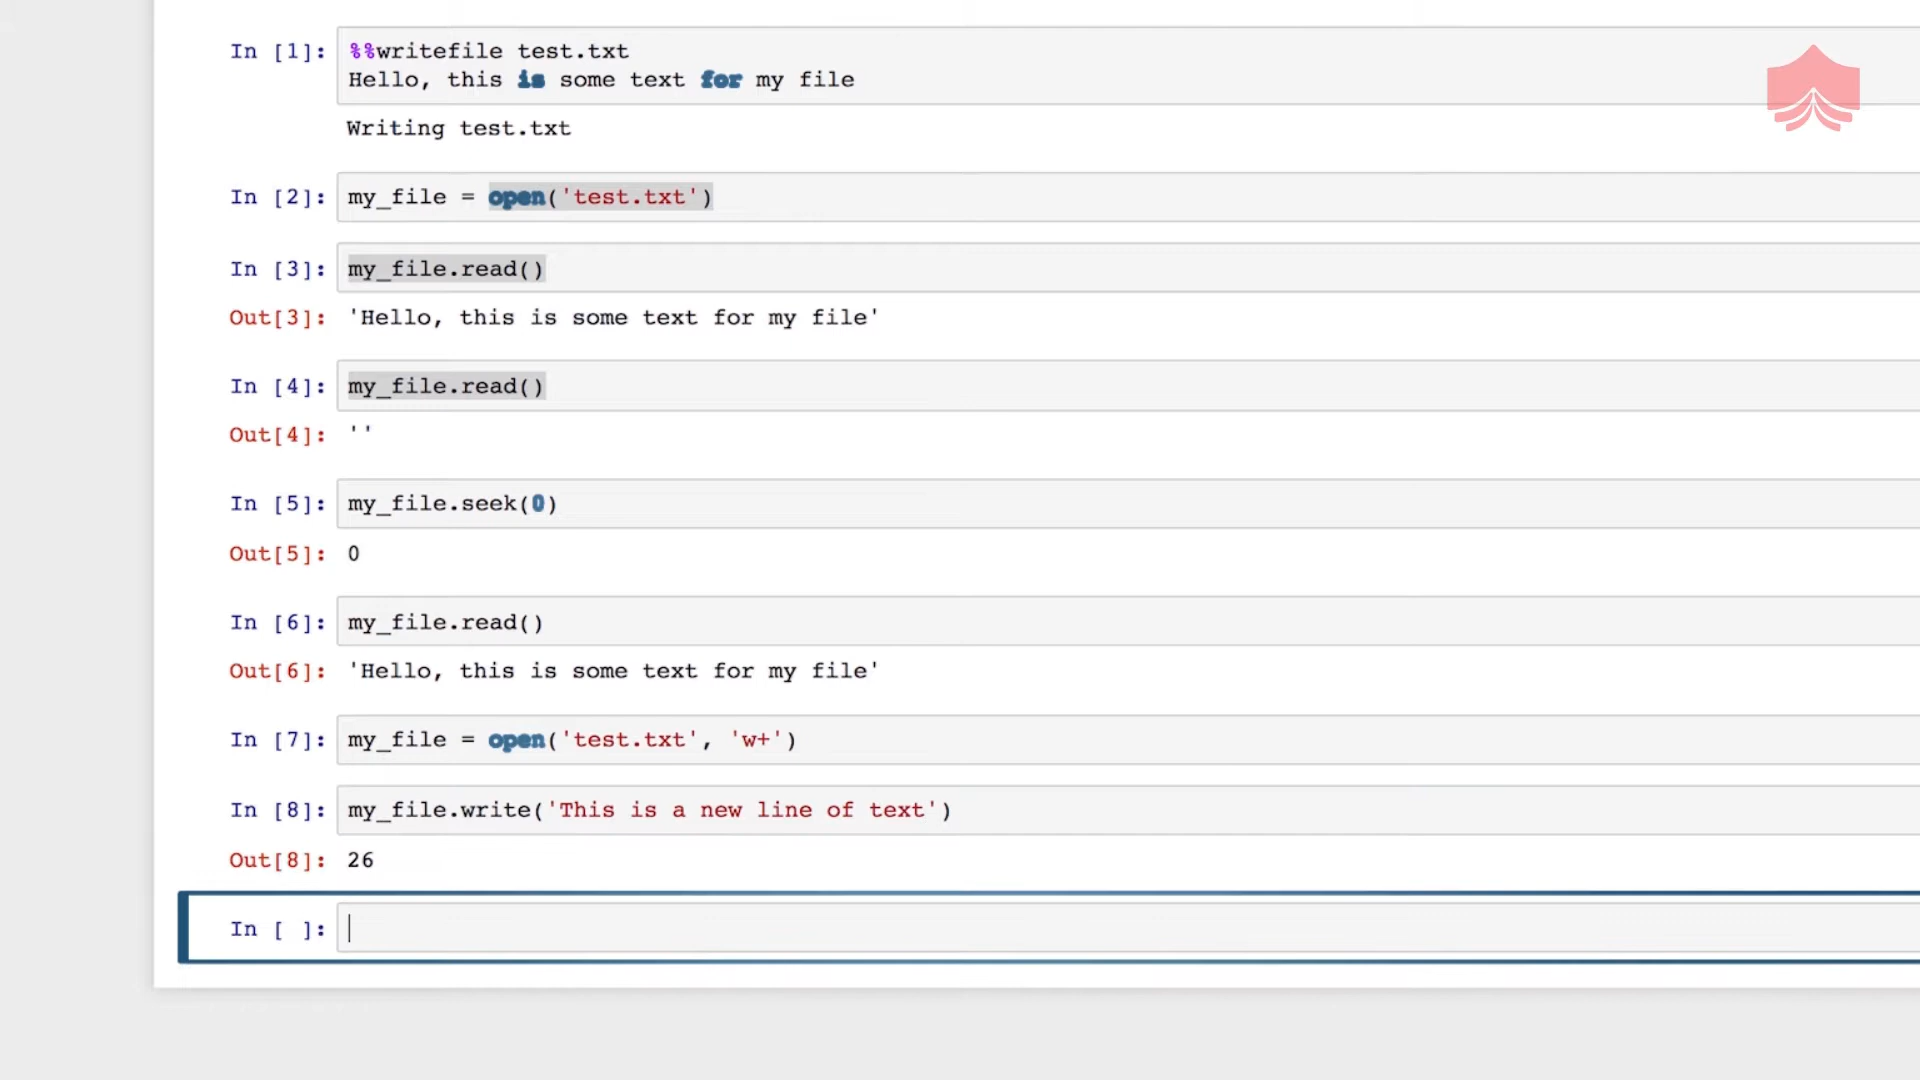 In [1]: %%writefile test.txt
Hello, this is some text for my file
Writing test.txt
In [2]: my_file = open('test.txt')
In [3]: my_file.read()
Out[3]: 'Hello, this is some text for my file'
In [4]: my_file.read()
Out[4]: ''
In [5]: my_file.seek(0)
Out[5]: 0
In [6]: my_file.read()
Out[6]: 'Hello, this is some text for my file'
In [7]: my_file = open('test.txt', 'w+')
In [8]: my_file.write('This is a new line of text')
Out[8]: 26
In [ ]: